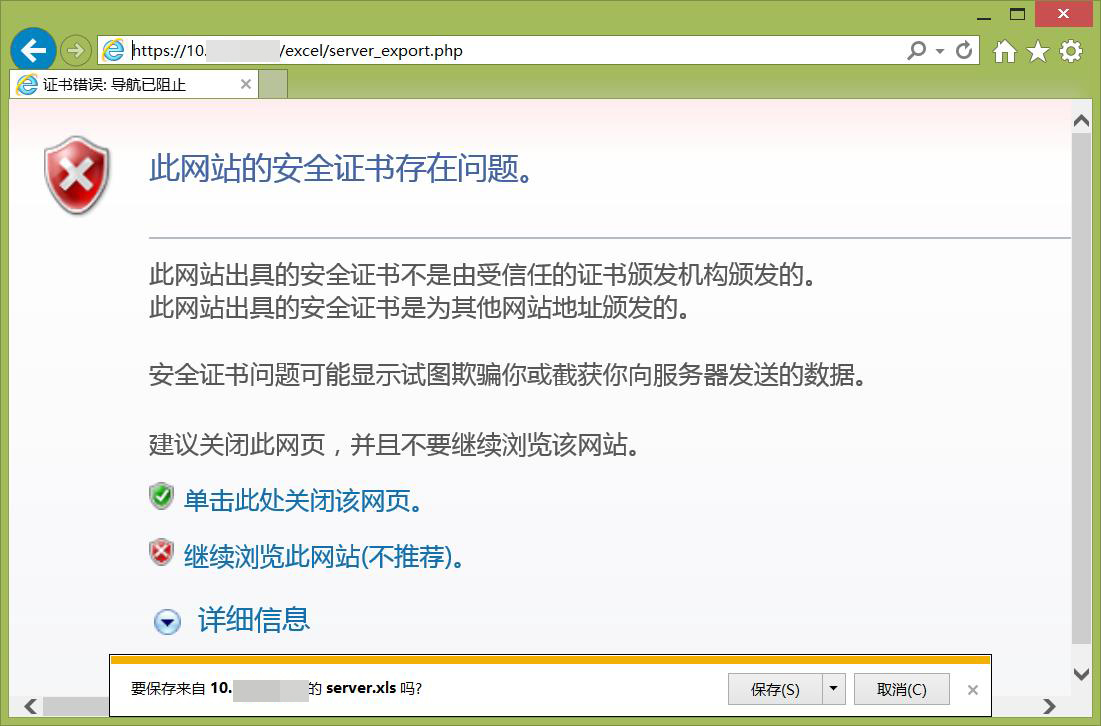 https://10. /excel/server_export.php
证书错误: 导航已阻止
此网站的安全证书存在问题。
此网站出具的安全证书不是由受信任的证书颁发机构颁发的。
此网站出具的安全证书是为其他网站地址颁发的。
安全证书问题可能显示试图欺骗你或截获你向服务器发送的数据。
建议关闭此网页，并且不要继续浏览该网站。
单击此处关闭该网页。
继续浏览此网站(不推荐)。
详细信息
要保存来自 10. 的 server.xls 吗?
保存(S)
取消(C)